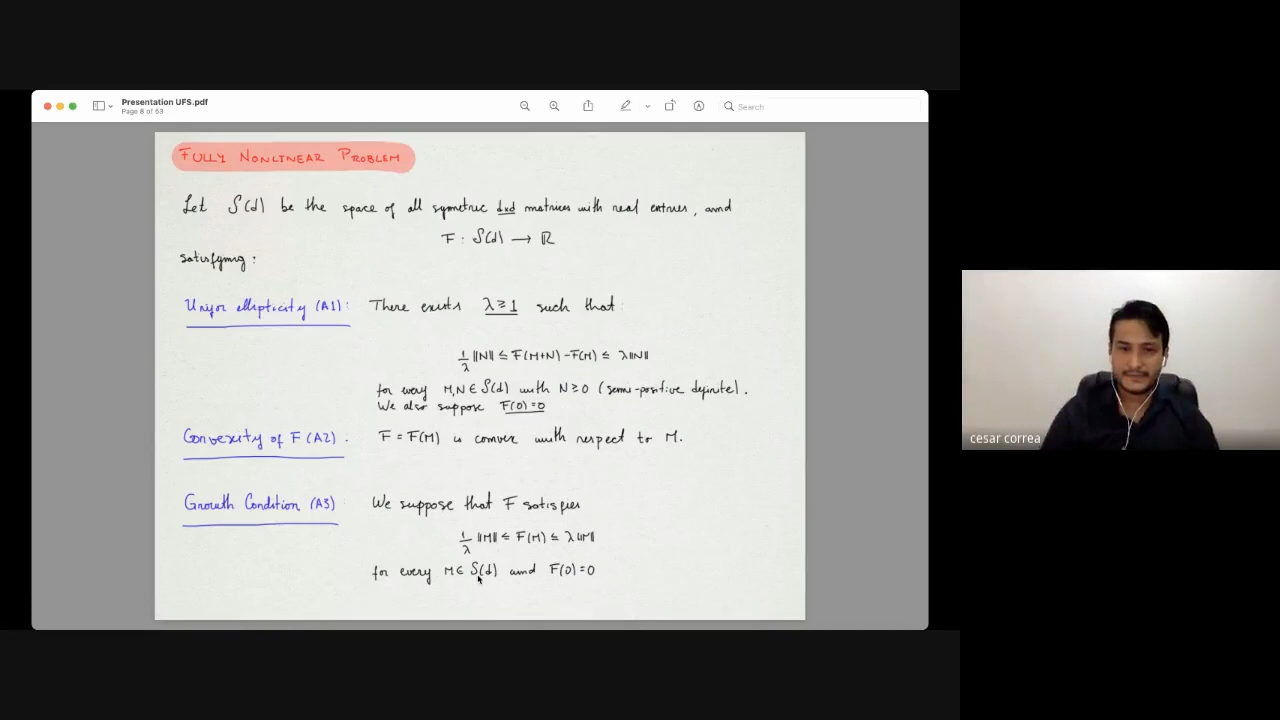 Presentation UFS.pdf
Page 8 of 53
Search
FULLY NONLINEAR PROBLEM
Let S(d) be the space of all symetric dxd matrices with real entries, and
F : S(d) → ℝ
satisfying :
Unifor ellipticity (A1): There exists λ ≥ 1 such that :
1/λ ||N|| ≤ F(M+N) - F(M) ≤ λ||N||
for every M,N ∈ S(d) with N ≥ 0 (semi-positive definite).
We also suppose F(0) = 0
Convexity of F (A2). F = F(M) is convex with respect to M.
Growth Condition (A3) We suppose that F satisfies
1/λ ||M|| ≤ F(M) ≤ λ||M||
for every M ∈ S(d) and F(0) = 0
cesar correa